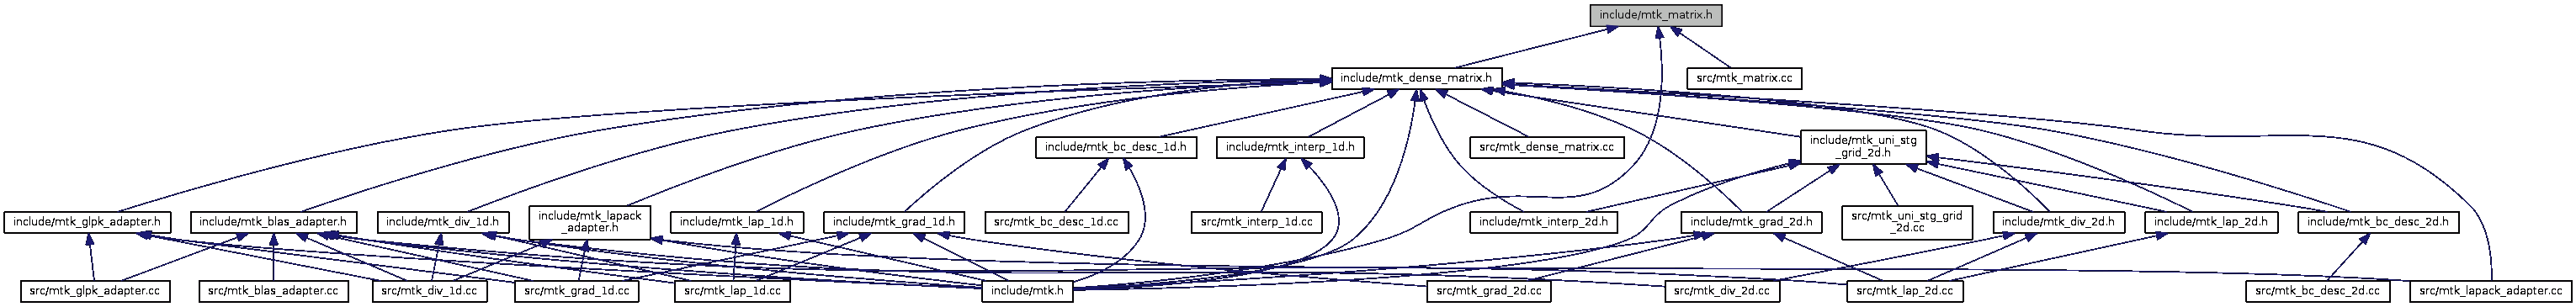 include/mtk_matrix.h
include/mtk_dense_matrix.h
src/mtk_matrix.cc
include/mtk_bc_desc_1d.h
include/mtk_interp_1d.h
src/mtk_dense_matrix.cc
include/mtk_uni_stg
_grid_2d.h
include/mtk_glpk_adapter.h
include/mtk_blas_adapter.h
include/mtk_div_1d.h
include/mtk_lapack
_adapter.h
include/mtk_lap_1d.h
include/mtk_grad_1d.h
src/mtk_bc_desc_1d.cc
src/mtk_interp_1d.cc
include/mtk_interp_2d.h
include/mtk_grad_2d.h
src/mtk_uni_stg_grid
_2d.cc
include/mtk_div_2d.h
include/mtk_lap_2d.h
include/mtk_bc_desc_2d.h
src/mtk_glpk_adapter.cc
src/mtk_blas_adapter.cc
src/mtk_div_1d.cc
src/mtk_grad_1d.cc
src/mtk_lap_1d.cc
include/mtk.h
src/mtk_grad_2d.cc
src/mtk_div_2d.cc
src/mtk_lap_2d.cc
src/mtk_bc_desc_2d.cc
src/mtk_lapack_adapter.cc